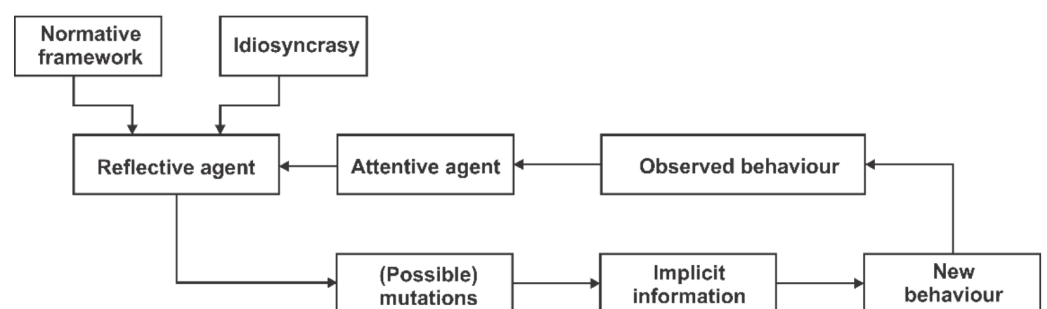 Normative
framework
Idiosyncrasy
Reflective agent
Attentive agent
Observed behaviour
(Possible)
mutations
Implicit
information
New
behaviour